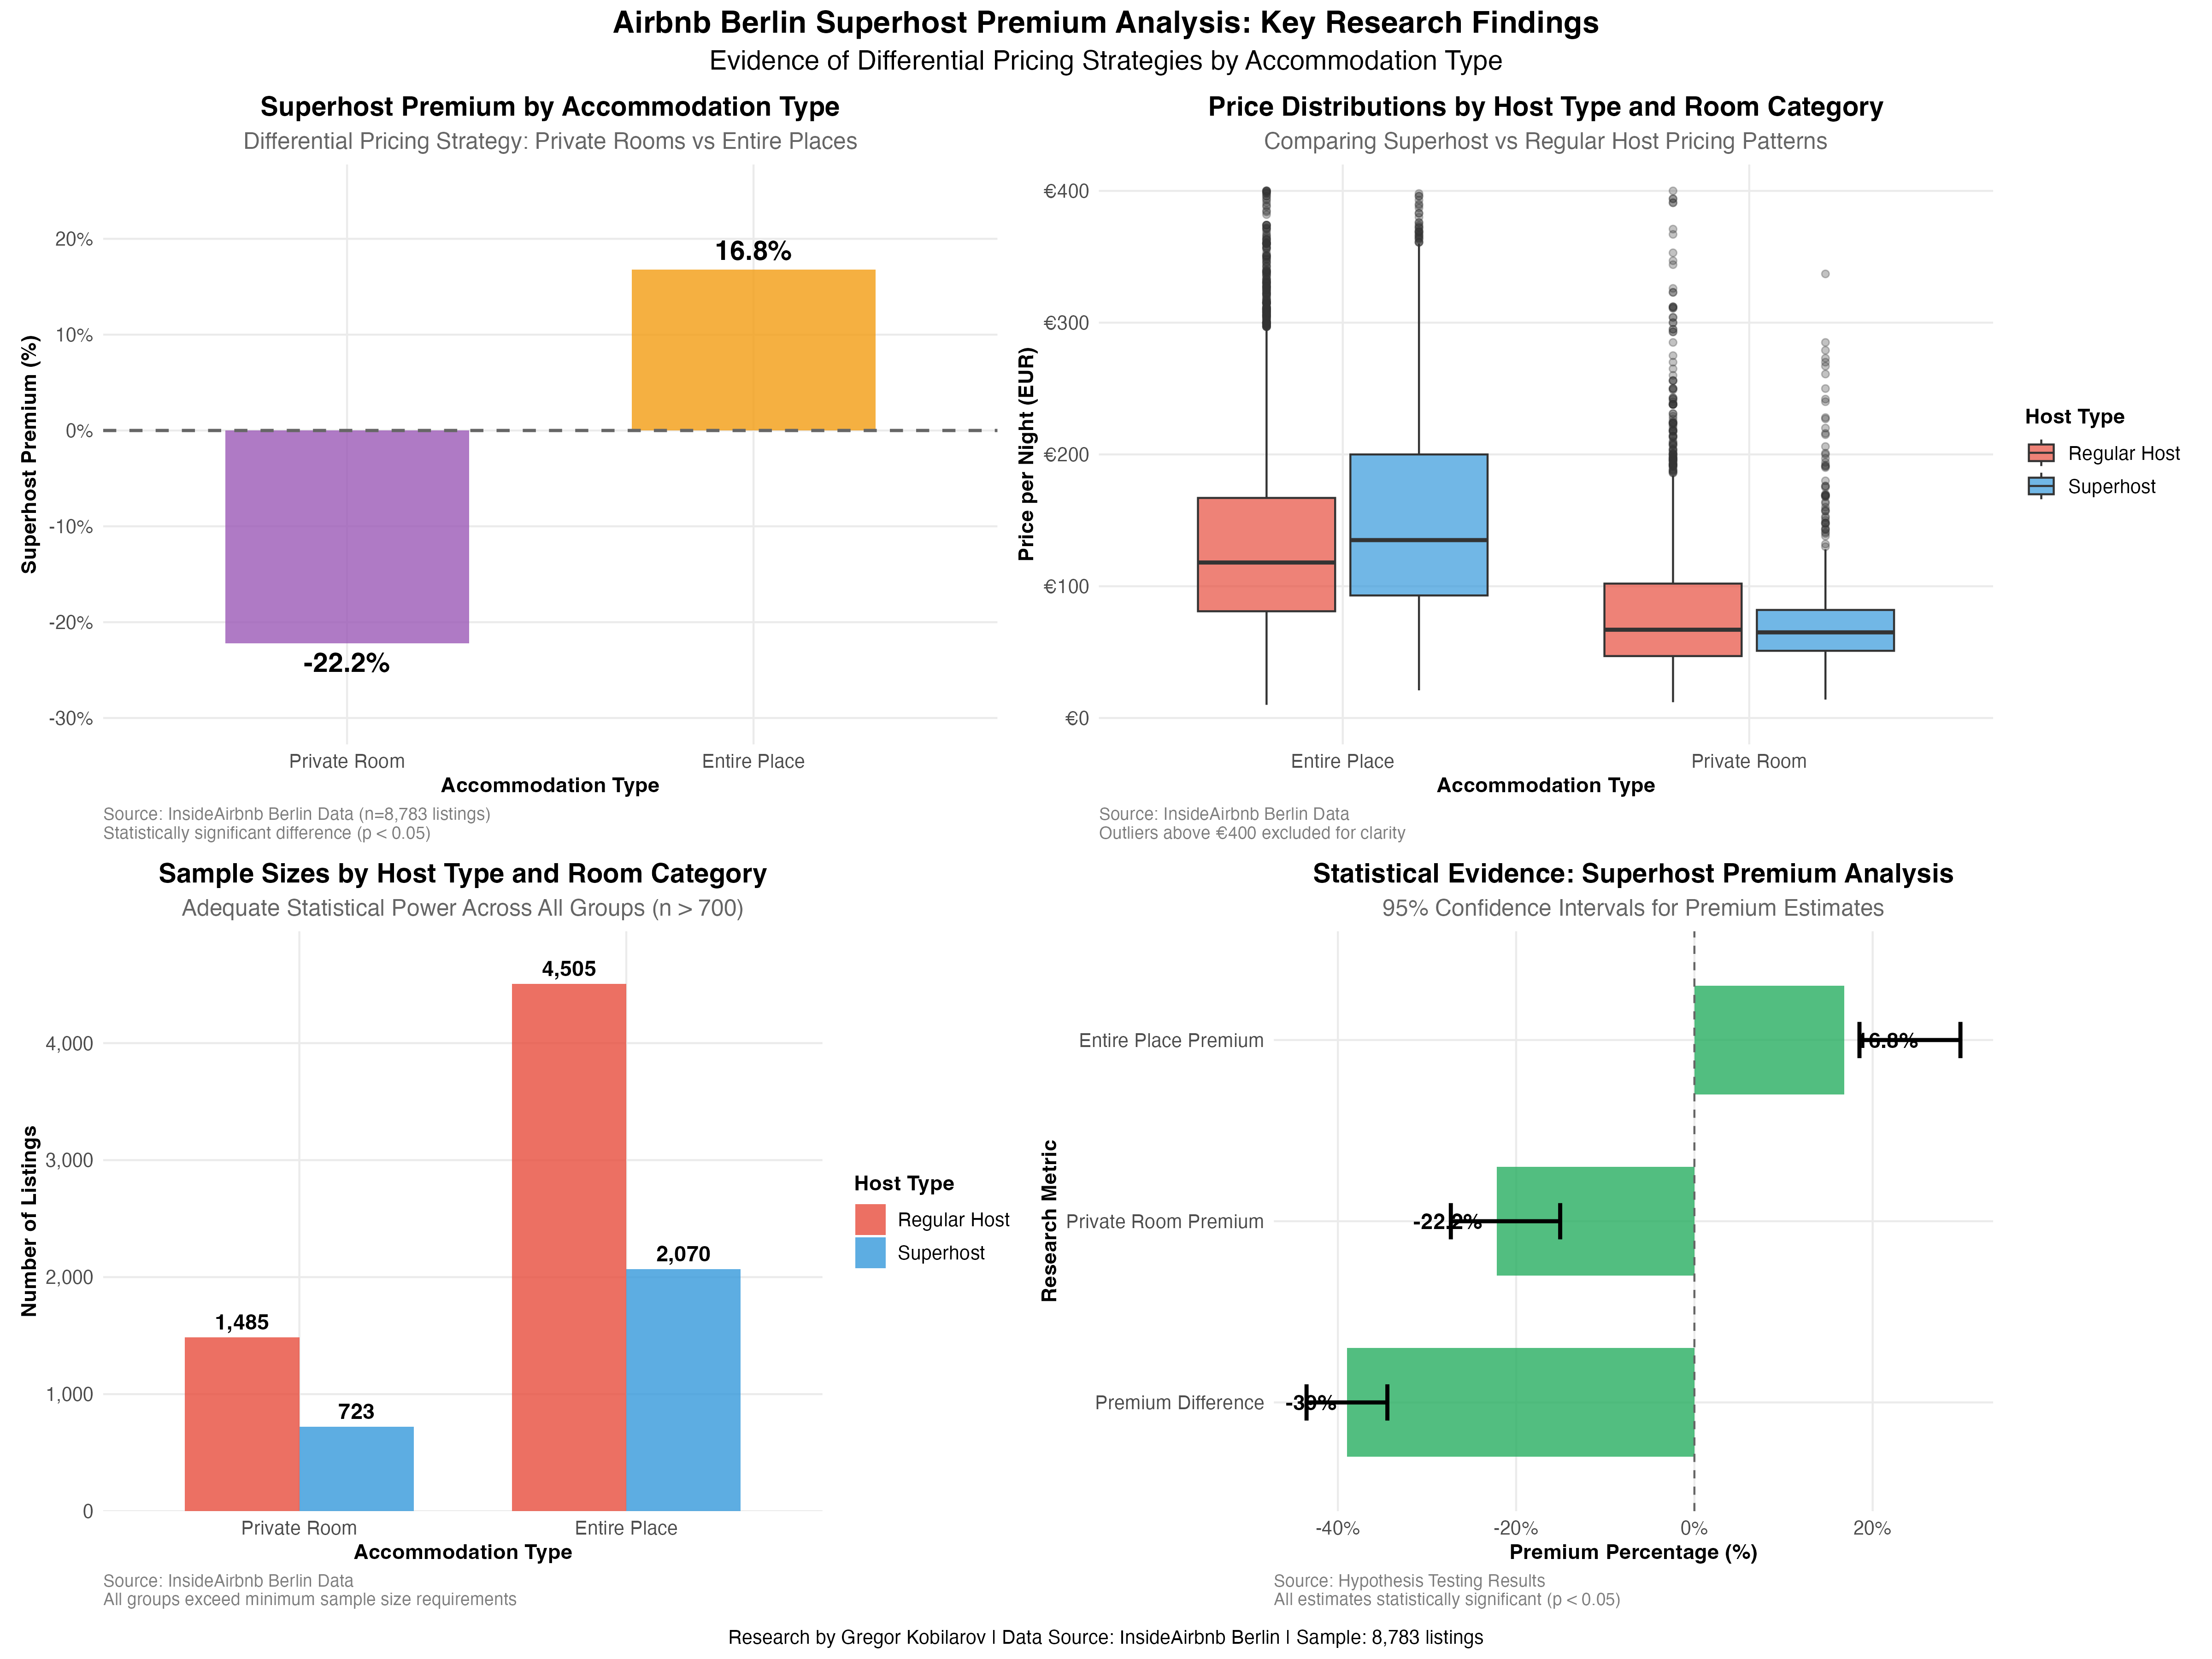 Airbnb Berlin Superhost Premium Analysis: Key Research Findings
Evidence of Differential Pricing Strategies by Accommodation Type
Superhost Premium by Accommodation Type
Differential Pricing Strategy: Private Rooms vs Entire Places
Superhost Premium (%)
20%
10%
0%
-10%
-20%
-30%
16.8%
-22.2%
Private Room
Entire Place
Accommodation Type
Source: InsideAirbnb Berlin Data (n=8,783 listings)
Statistically significant difference (p < 0.05)
Price Distributions by Host Type and Room Category
Comparing Superhost vs Regular Host Pricing Patterns
Price per Night (EUR)
€400
€300
€200
€100
€0
Entire Place
Private Room
Accommodation Type
Source: InsideAirbnb Berlin Data
Outliers above €400 excluded for clarity
Host Type
Regular Host
Superhost
Sample Sizes by Host Type and Room Category
Adequate Statistical Power Across All Groups (n > 700)
Number of Listings
4,000
3,000
2,000
1,000
0
1,485
723
4,505
2,070
Private Room
Entire Place
Accommodation Type
Source: InsideAirbnb Berlin Data
All groups exceed minimum sample size requirements
Host Type
Regular Host
Superhost
Statistical Evidence: Superhost Premium Analysis
95% Confidence Intervals for Premium Estimates
Research Metric
Entire Place Premium
16.8%
Private Room Premium
-22.2%
Premium Difference
-39%
-40%
-20%
0%
20%
Premium Percentage (%)
Source: Hypothesis Testing Results
All estimates statistically significant (p < 0.05)
Research by Gregor Kobilarov | Data Source: InsideAirbnb Berlin | Sample: 8,783 listings